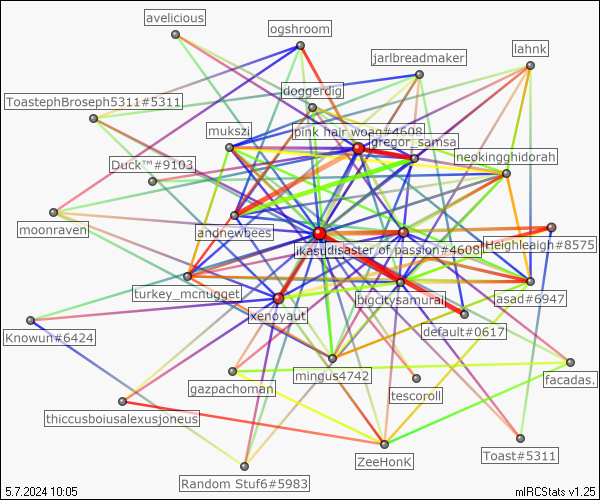 avelicious
ogshroom
lahnk
jarlbreadmaker
doggerdig
ToastephBroseph5311#5311
mukszi
pink hair woag#4608
gregor_samsa
neokingghidorah
Duck™#9103
moonraven
andnewbees
jkast
disaster of passion#4608
Heighleaigh#8575
turkey_mcnugget
bigcitysamurai
asad#6947
xenoyaut
default#0617
Knowun#6424
mingus4742
facadas.
gazpachoman
tescoroll
thiccusboiusalexusjoneus
ZeeHonK
Toast#5311
Random Stuf6#5983
5.7.2024 10:05
mIRCStats v1.25